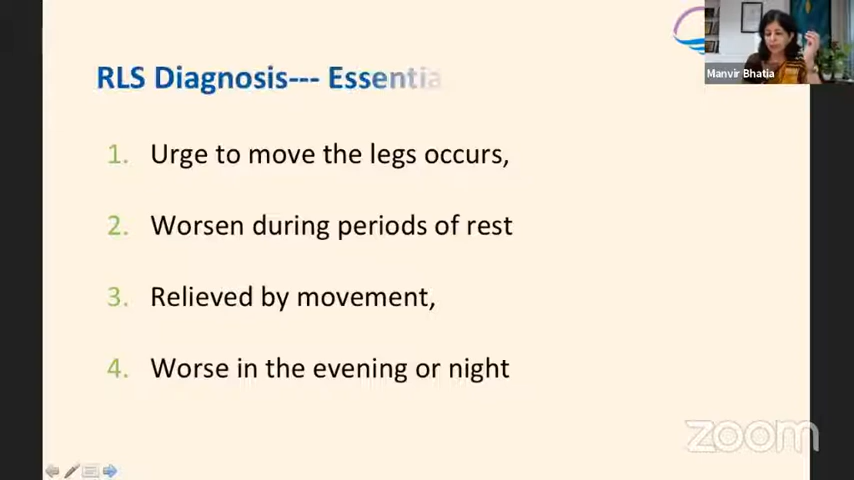 RLS Diagnosis--- Essentia
Manvir Bhatia
1. Urge to move the legs occurs,
2. Worsen during periods of rest
3. Relieved by movement,
4. Worse in the evening or night
zoom